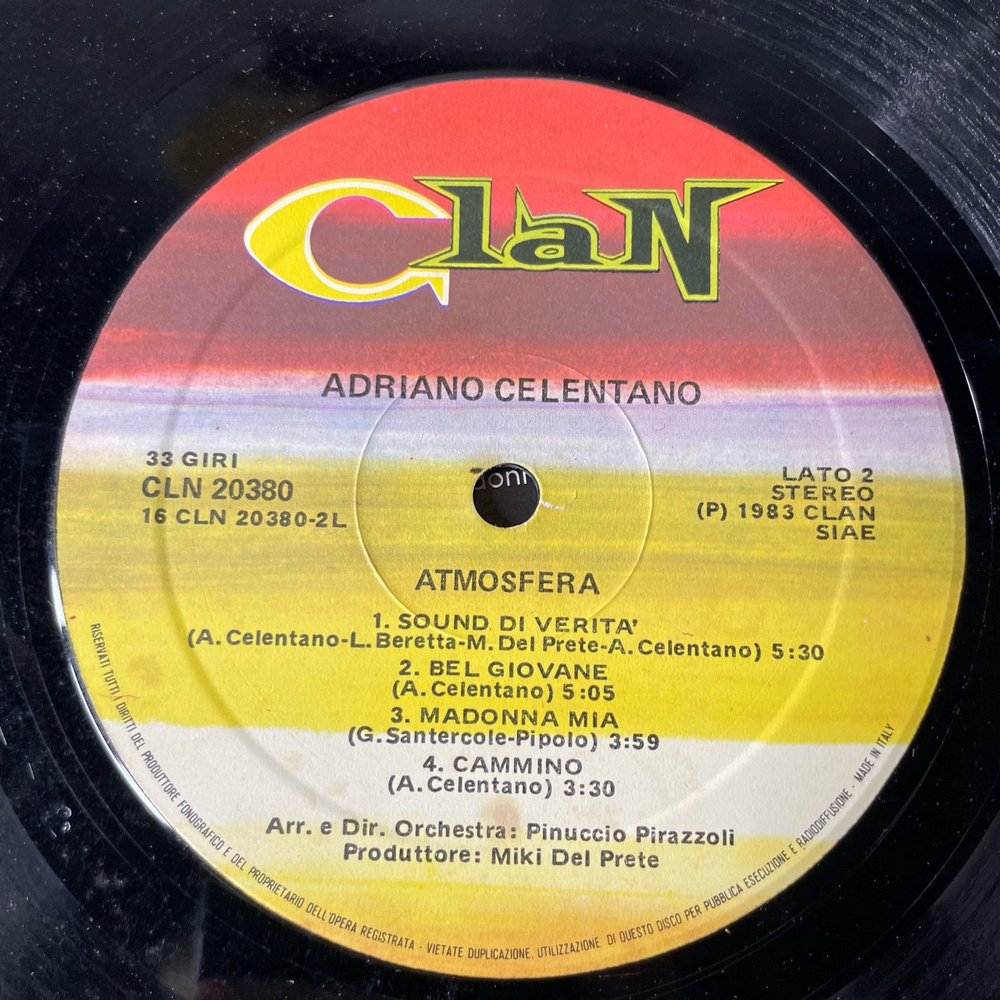 Clan
ADRIANO CELENTANO
33 GIRI
CLN 20380
16 CLN 20380-2L
LATO 2
STEREO
(P) 1983 CLAN
SIAE
ATMOSFERA
1. SOUND DI VERITA'
(A. Celentano-L. Beretta-M. Del Prete-A. Celentano) 5:30
2. BEL GIOVANE
(A. Celentano) 5:05
3. MADONNA MIA
(G. Santercole-Pipolo) 3:59
4. CAMMINO
(A. Celentano) 3:30
Arr. e Dir. Orchestra: Pinuccio Pirazzoli
Produttore: Miki Del Prete
RISERVATI TUTTI I DIRITTI DEL PRODUTTORE FONOGRAFICO E DEL PROPRIETARIO DELL'OPERA REGISTRATA - VIETATE DUPLICAZIONE, UTILIZZAZIONE DI QUESTO DISCO PER PUBBLICA ESECUZIONE E RADIODIFFUSIONE - MADE IN ITALY